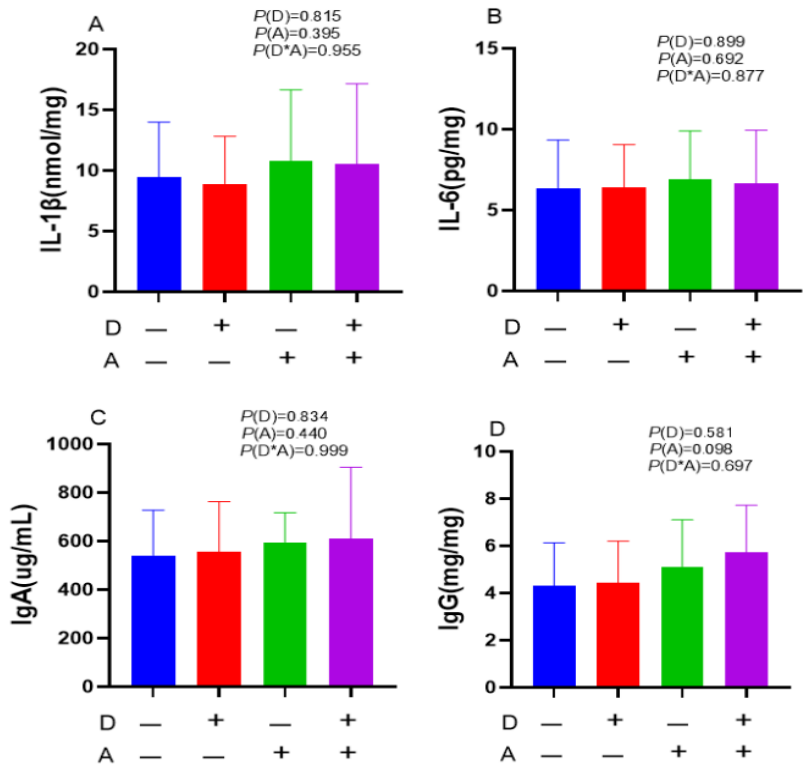 A
P(D)=0.815
P(A)=0.395
P(D*A)=0.955
IL-1β(nmol/mg)
20
15
10
5
0
D — + — +
A — — + +
B
P(D)=0.899
P(A)=0.692
P(D*A)=0.877
IL-6(pg/mg)
15
10
5
0
D — + — +
A — — + +
C
P(D)=0.834
P(A)=0.440
P(D*A)=0.999
IgA(ug/mL)
1000
800
600
400
200
0
D — + — +
A — — + +
D
P(D)=0.581
P(A)=0.098
P(D*A)=0.697
IgG(mg/mg)
10
8
6
4
2
0
D — + — +
A — — + +